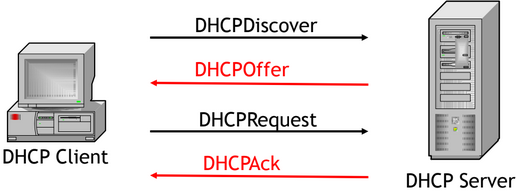 DHCPDiscover
DHCPOffer
DHCPRequest
DHCPAck
DHCP Client
DHCP Server